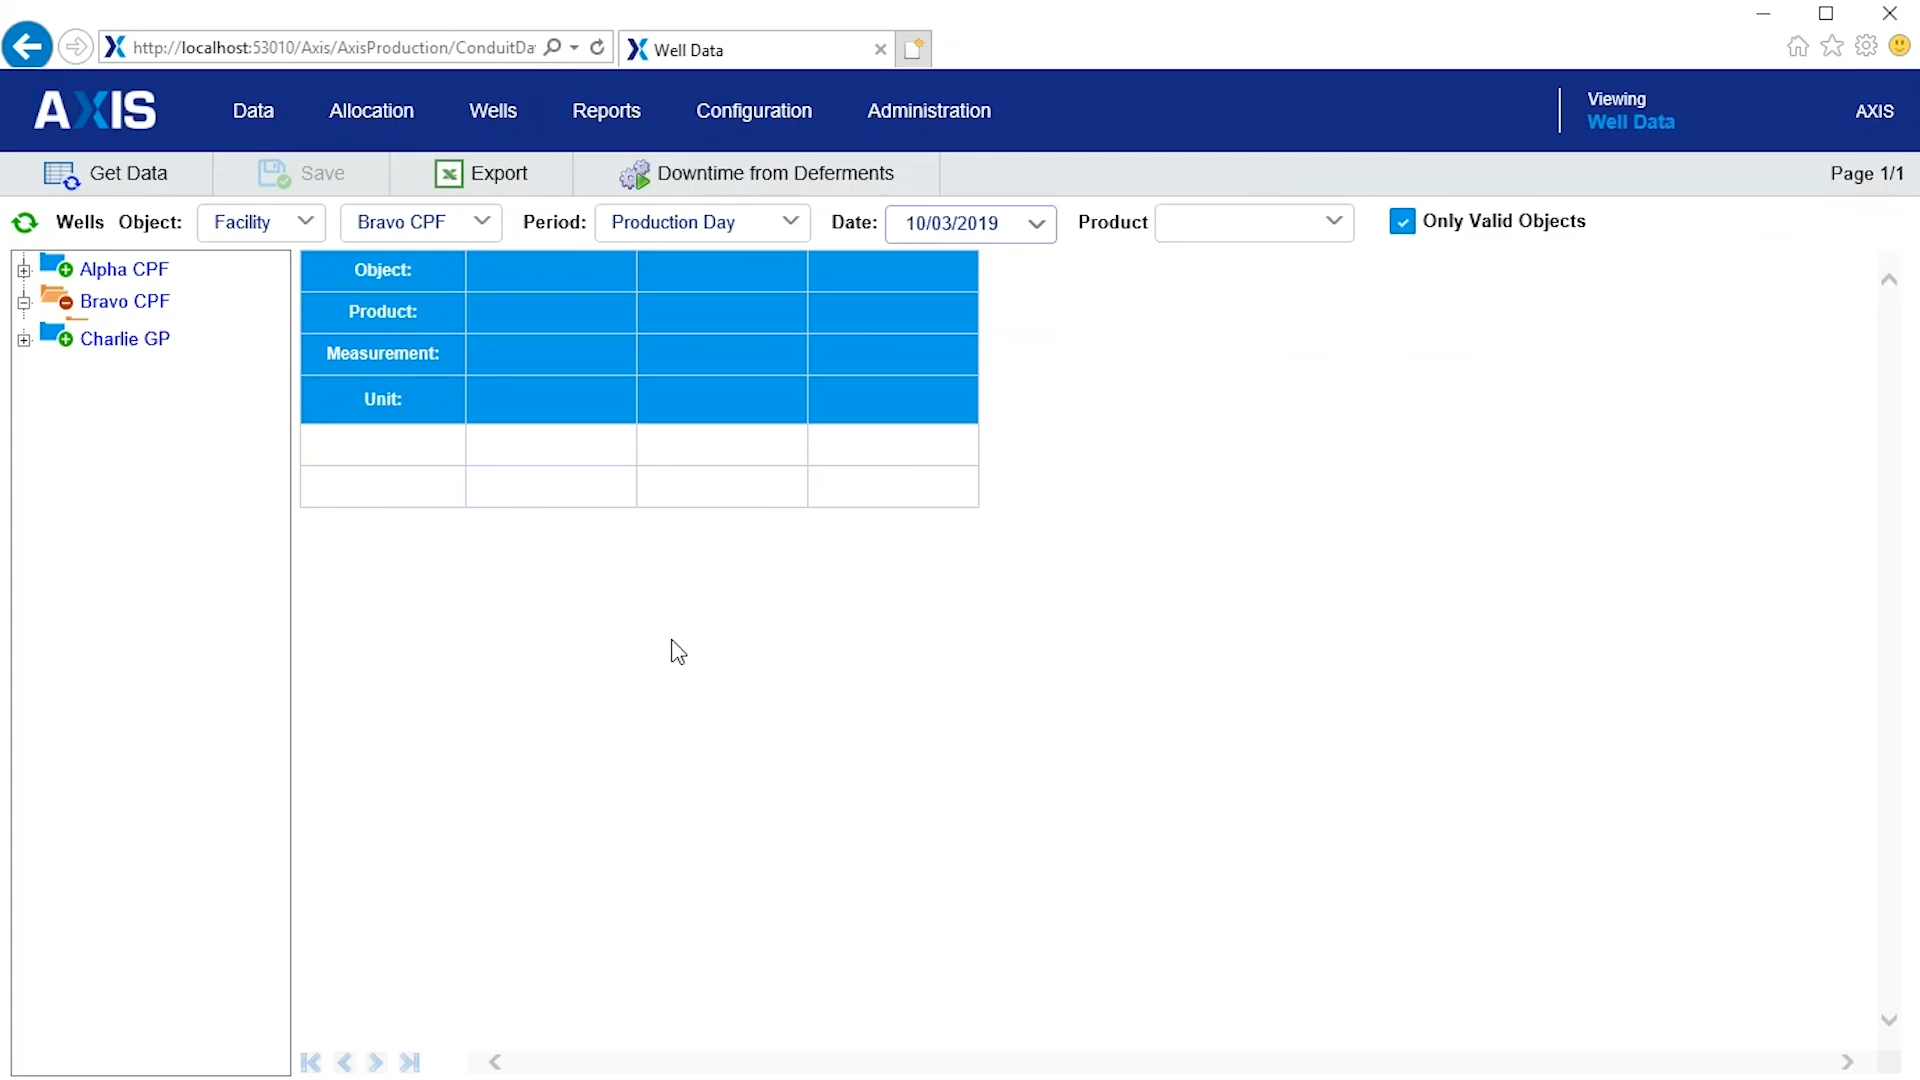 http://localhost:53010/Axis/AxisProduction/ConduitDa
Well Data
AXIS
Data
Allocation
Wells
Reports
Configuration
Administration
Viewing
Well Data
AXIS
Get Data
Save
Export
Downtime from Deferments
Page 1/1
Wells Object: Facility Bravo CPF Period: Production Day Date: 10/03/2019 Product Only Valid Objects
Alpha CPF
Bravo CPF
Charlie GP
Object:
Product:
Measurement:
Unit: